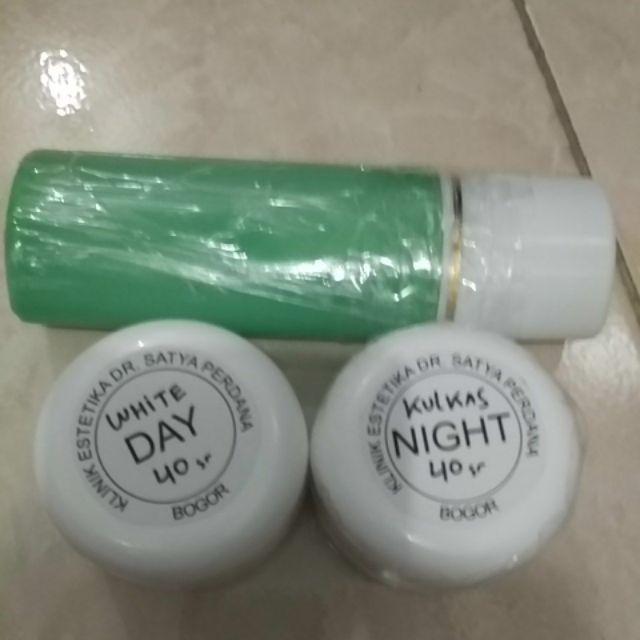 KLINIK ESTETIKA DR. SATYA PERDANA
WHITE
DAY
40 gr
BOGOR
KLINIK ESTETIKA DR. SATYA PERDANA
KULKAS
NIGHT
40 gr
BOGOR